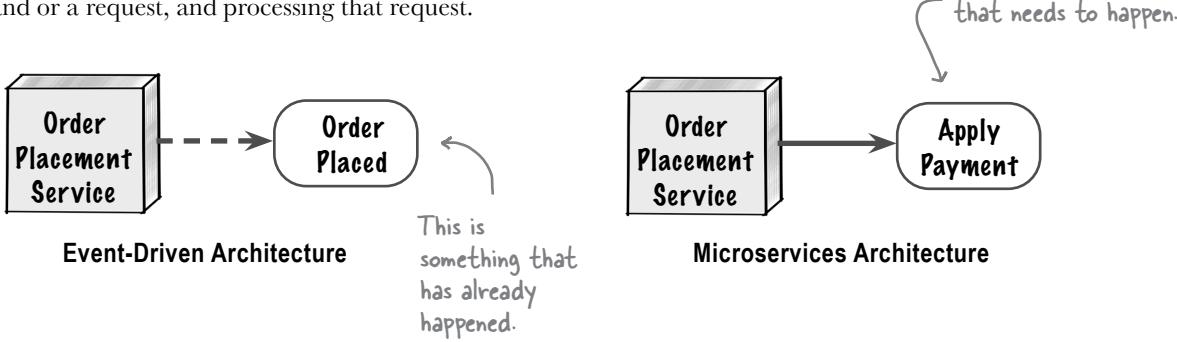 and or a request, and processing that request.
that needs to happen.
Order
Placement
Service
Order
Placed
Event-Driven Architecture
This is
something that
has already
happened.
Order
Placement
Service
Apply
Payment
Microservices Architecture